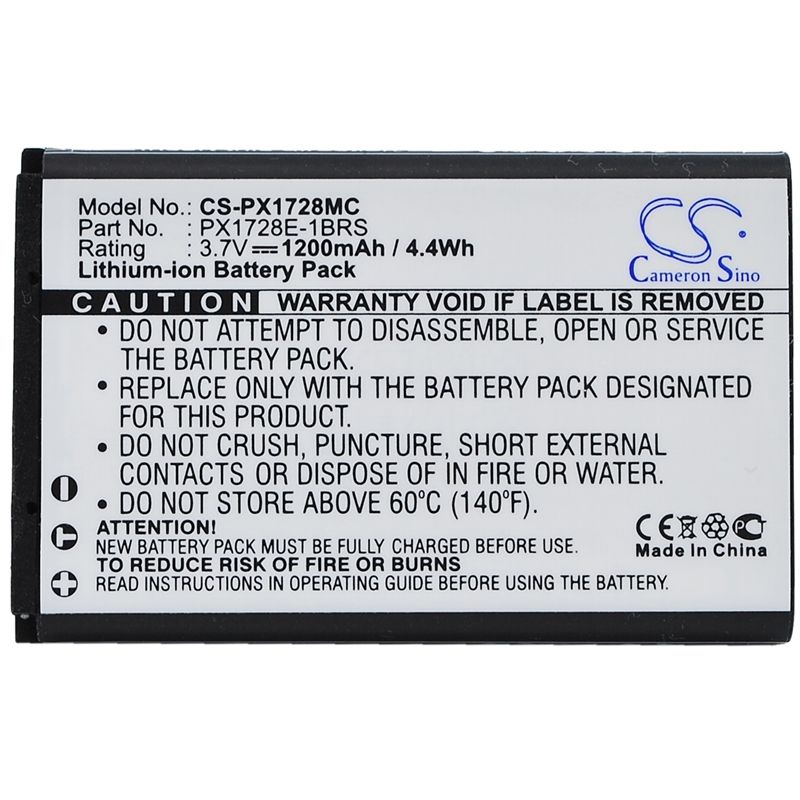 Model No.: CS-PX1728MC
Part No.: PX1728E-1BRS
Rating : 3.7V 1200mAh / 4.4Wh
Lithium-ion Battery Pack
CS
Cameron Sino
CAUTION WARRANTY VOID IF LABEL IS REMOVED
• DO NOT ATTEMPT TO DISASSEMBLE, OPEN OR SERVICE
THE BATTERY PACK.
• REPLACE ONLY WITH THE BATTERY PACK DESIGNATED
FOR THIS PRODUCT.
• DO NOT CRUSH, PUNCTURE, SHORT EXTERNAL
CONTACTS OR DISPOSE OF IN FIRE OR WATER.
• DO NOT STORE ABOVE 60°C (140°F).
ATTENTION!
NEW BATTERY PACK MUST BE FULLY CHARGED BEFORE USE.
TO REDUCE RISK OF FIRE OR BURNS
READ INSTRUCTIONS IN OPERATING GUIDE BEFORE USING.
CE PCT
Made In China